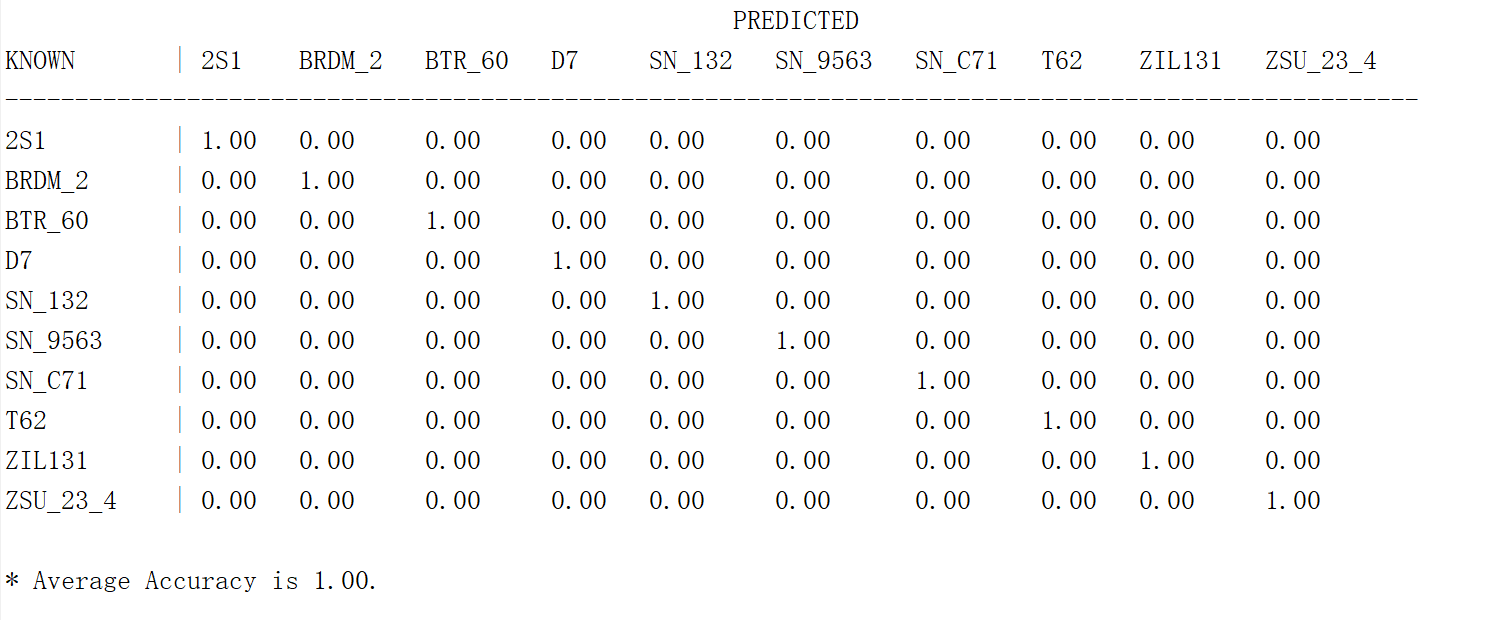 PREDICTED
KNOWN | 2S1 BRDM_2 BTR_60 D7 SN_132 SN_9563 SN_C71 T62 ZIL131 ZSU_23_4
-----------------------------------------------------------------------------------------------------
2S1 | 1.00 0.00 0.00 0.00 0.00 0.00 0.00 0.00 0.00 0.00
BRDM_2 | 0.00 1.00 0.00 0.00 0.00 0.00 0.00 0.00 0.00 0.00
BTR_60 | 0.00 0.00 1.00 0.00 0.00 0.00 0.00 0.00 0.00 0.00
D7 | 0.00 0.00 0.00 1.00 0.00 0.00 0.00 0.00 0.00 0.00
SN_132 | 0.00 0.00 0.00 0.00 1.00 0.00 0.00 0.00 0.00 0.00
SN_9563 | 0.00 0.00 0.00 0.00 0.00 1.00 0.00 0.00 0.00 0.00
SN_C71 | 0.00 0.00 0.00 0.00 0.00 0.00 1.00 0.00 0.00 0.00
T62 | 0.00 0.00 0.00 0.00 0.00 0.00 0.00 1.00 0.00 0.00
ZIL131 | 0.00 0.00 0.00 0.00 0.00 0.00 0.00 0.00 1.00 0.00
ZSU_23_4 | 0.00 0.00 0.00 0.00 0.00 0.00 0.00 0.00 0.00 1.00
* Average Accuracy is 1.00.